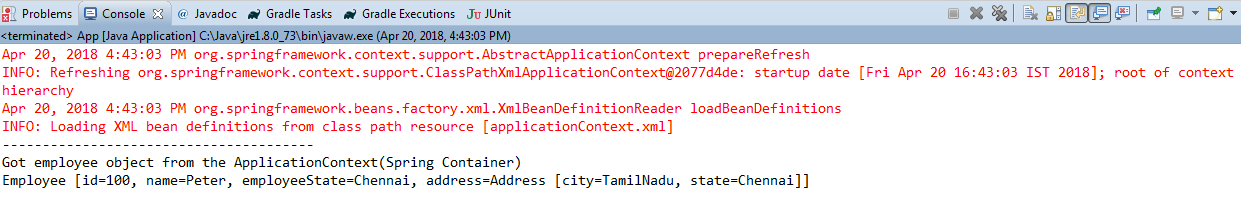 Problems Console Javadoc Gradle Tasks Gradle Executions JUnit
<terminated> App [Java Application] C:\Java\jre1.8.0_73\bin\javaw.exe (Apr 20, 2018, 4:43:03 PM)
Apr 20, 2018 4:43:03 PM org.springframework.context.support.AbstractApplicationContext prepareRefresh
INFO: Refreshing org.springframework.context.support.ClassPathXmlApplicationContext@2077d4de: startup date [Fri Apr 20 16:43:03 IST 2018]; root of context
hierarchy
Apr 20, 2018 4:43:03 PM org.springframework.beans.factory.xml.XmlBeanDefinitionReader loadBeanDefinitions
INFO: Loading XML bean definitions from class path resource [applicationContext.xml]
---------------------------------------
Got employee object from the ApplicationContext(Spring Container)
Employee [id=100, name=Peter, employeeState=Chennai, address=Address [city=TamilNadu, state=Chennai]]